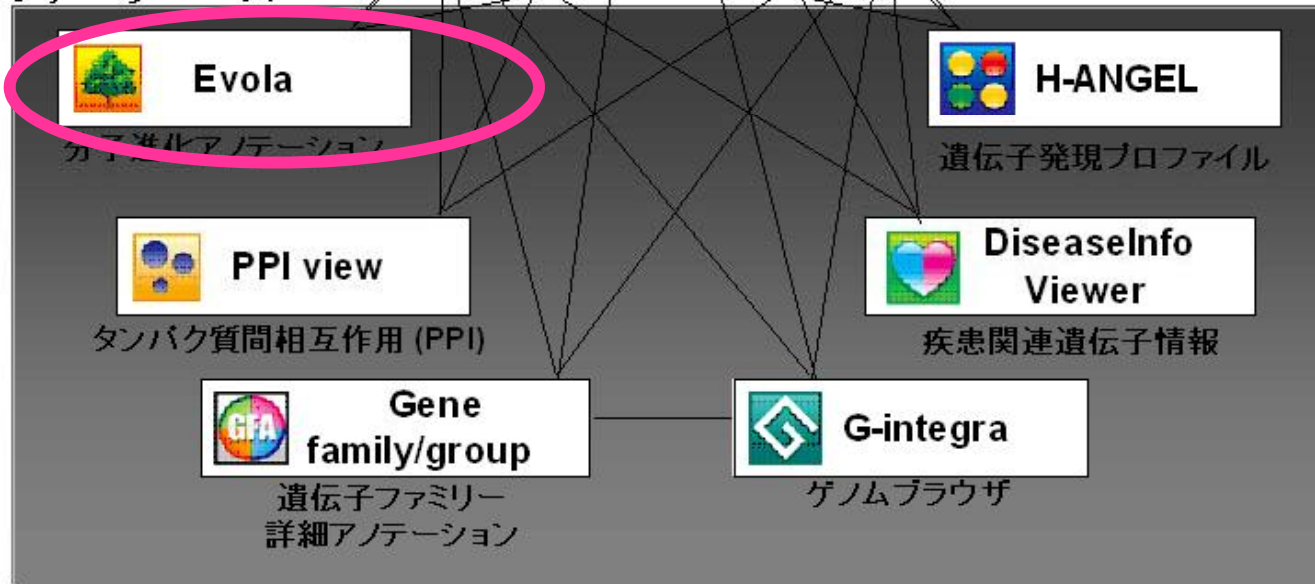 Evola
分子進化アノテーション
H-ANGEL
遺伝子発現プロファイル
PPI view
タンパク質間相互作用 (PPI)
DiseaseInfo
Viewer
疾患関連遺伝子情報
GFA
Gene
family/group
遺伝子ファミリー
詳細アノテーション
G-integra
ゲノムブラウザ